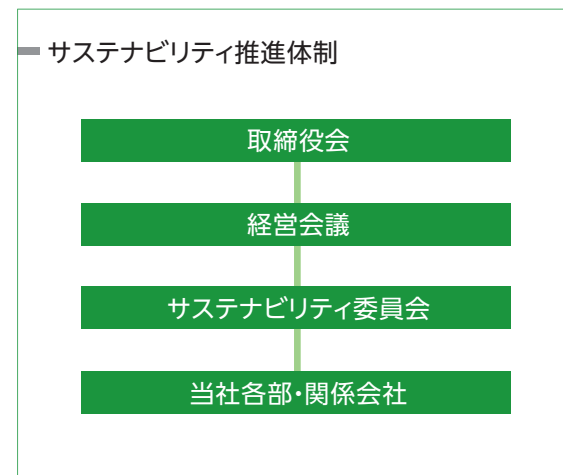 サステナビリティ推進体制
取締役会
経営会議
サステナビリティ委員会
当社各部・関係会社